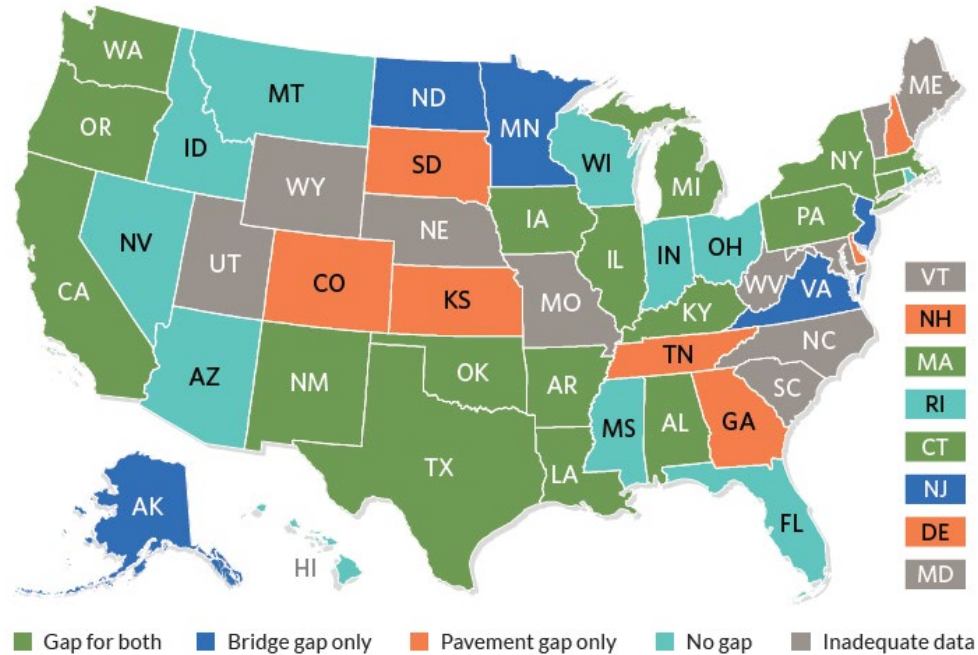 WA
MT
ND
MN
ME
OR
ID
WI
NY
SD
MI
WY
IA
PA
NE
NV
IL
IN
OH
UT
CO
WV
VA
CA
KS
MO
KY
NC
TN
AZ
NM
OK
AR
SC
MS
AL
GA
TX
LA
FL
AK
HI
VT
NH
MA
RI
CT
NJ
DE
MD
Gap for both
Bridge gap only
Pavement gap only
No gap
Inadequate data